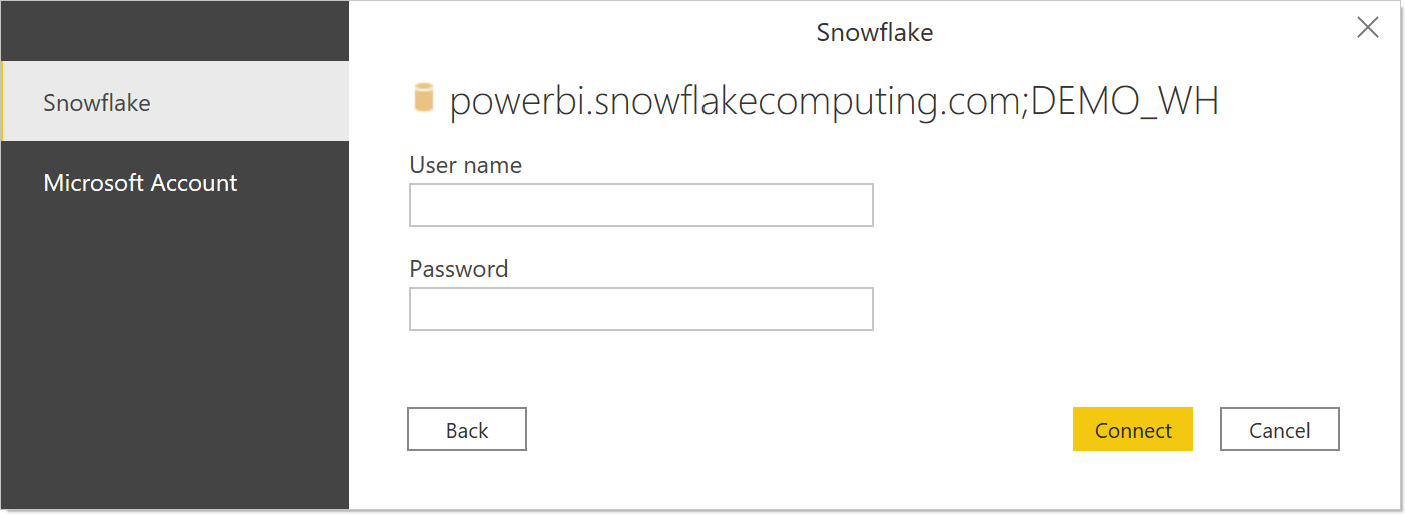 Snowflake
Snowflake
Microsoft Account
powerbi.snowflakecomputing.com;DEMO_WH
User name
Password
Back
Connect
Cancel